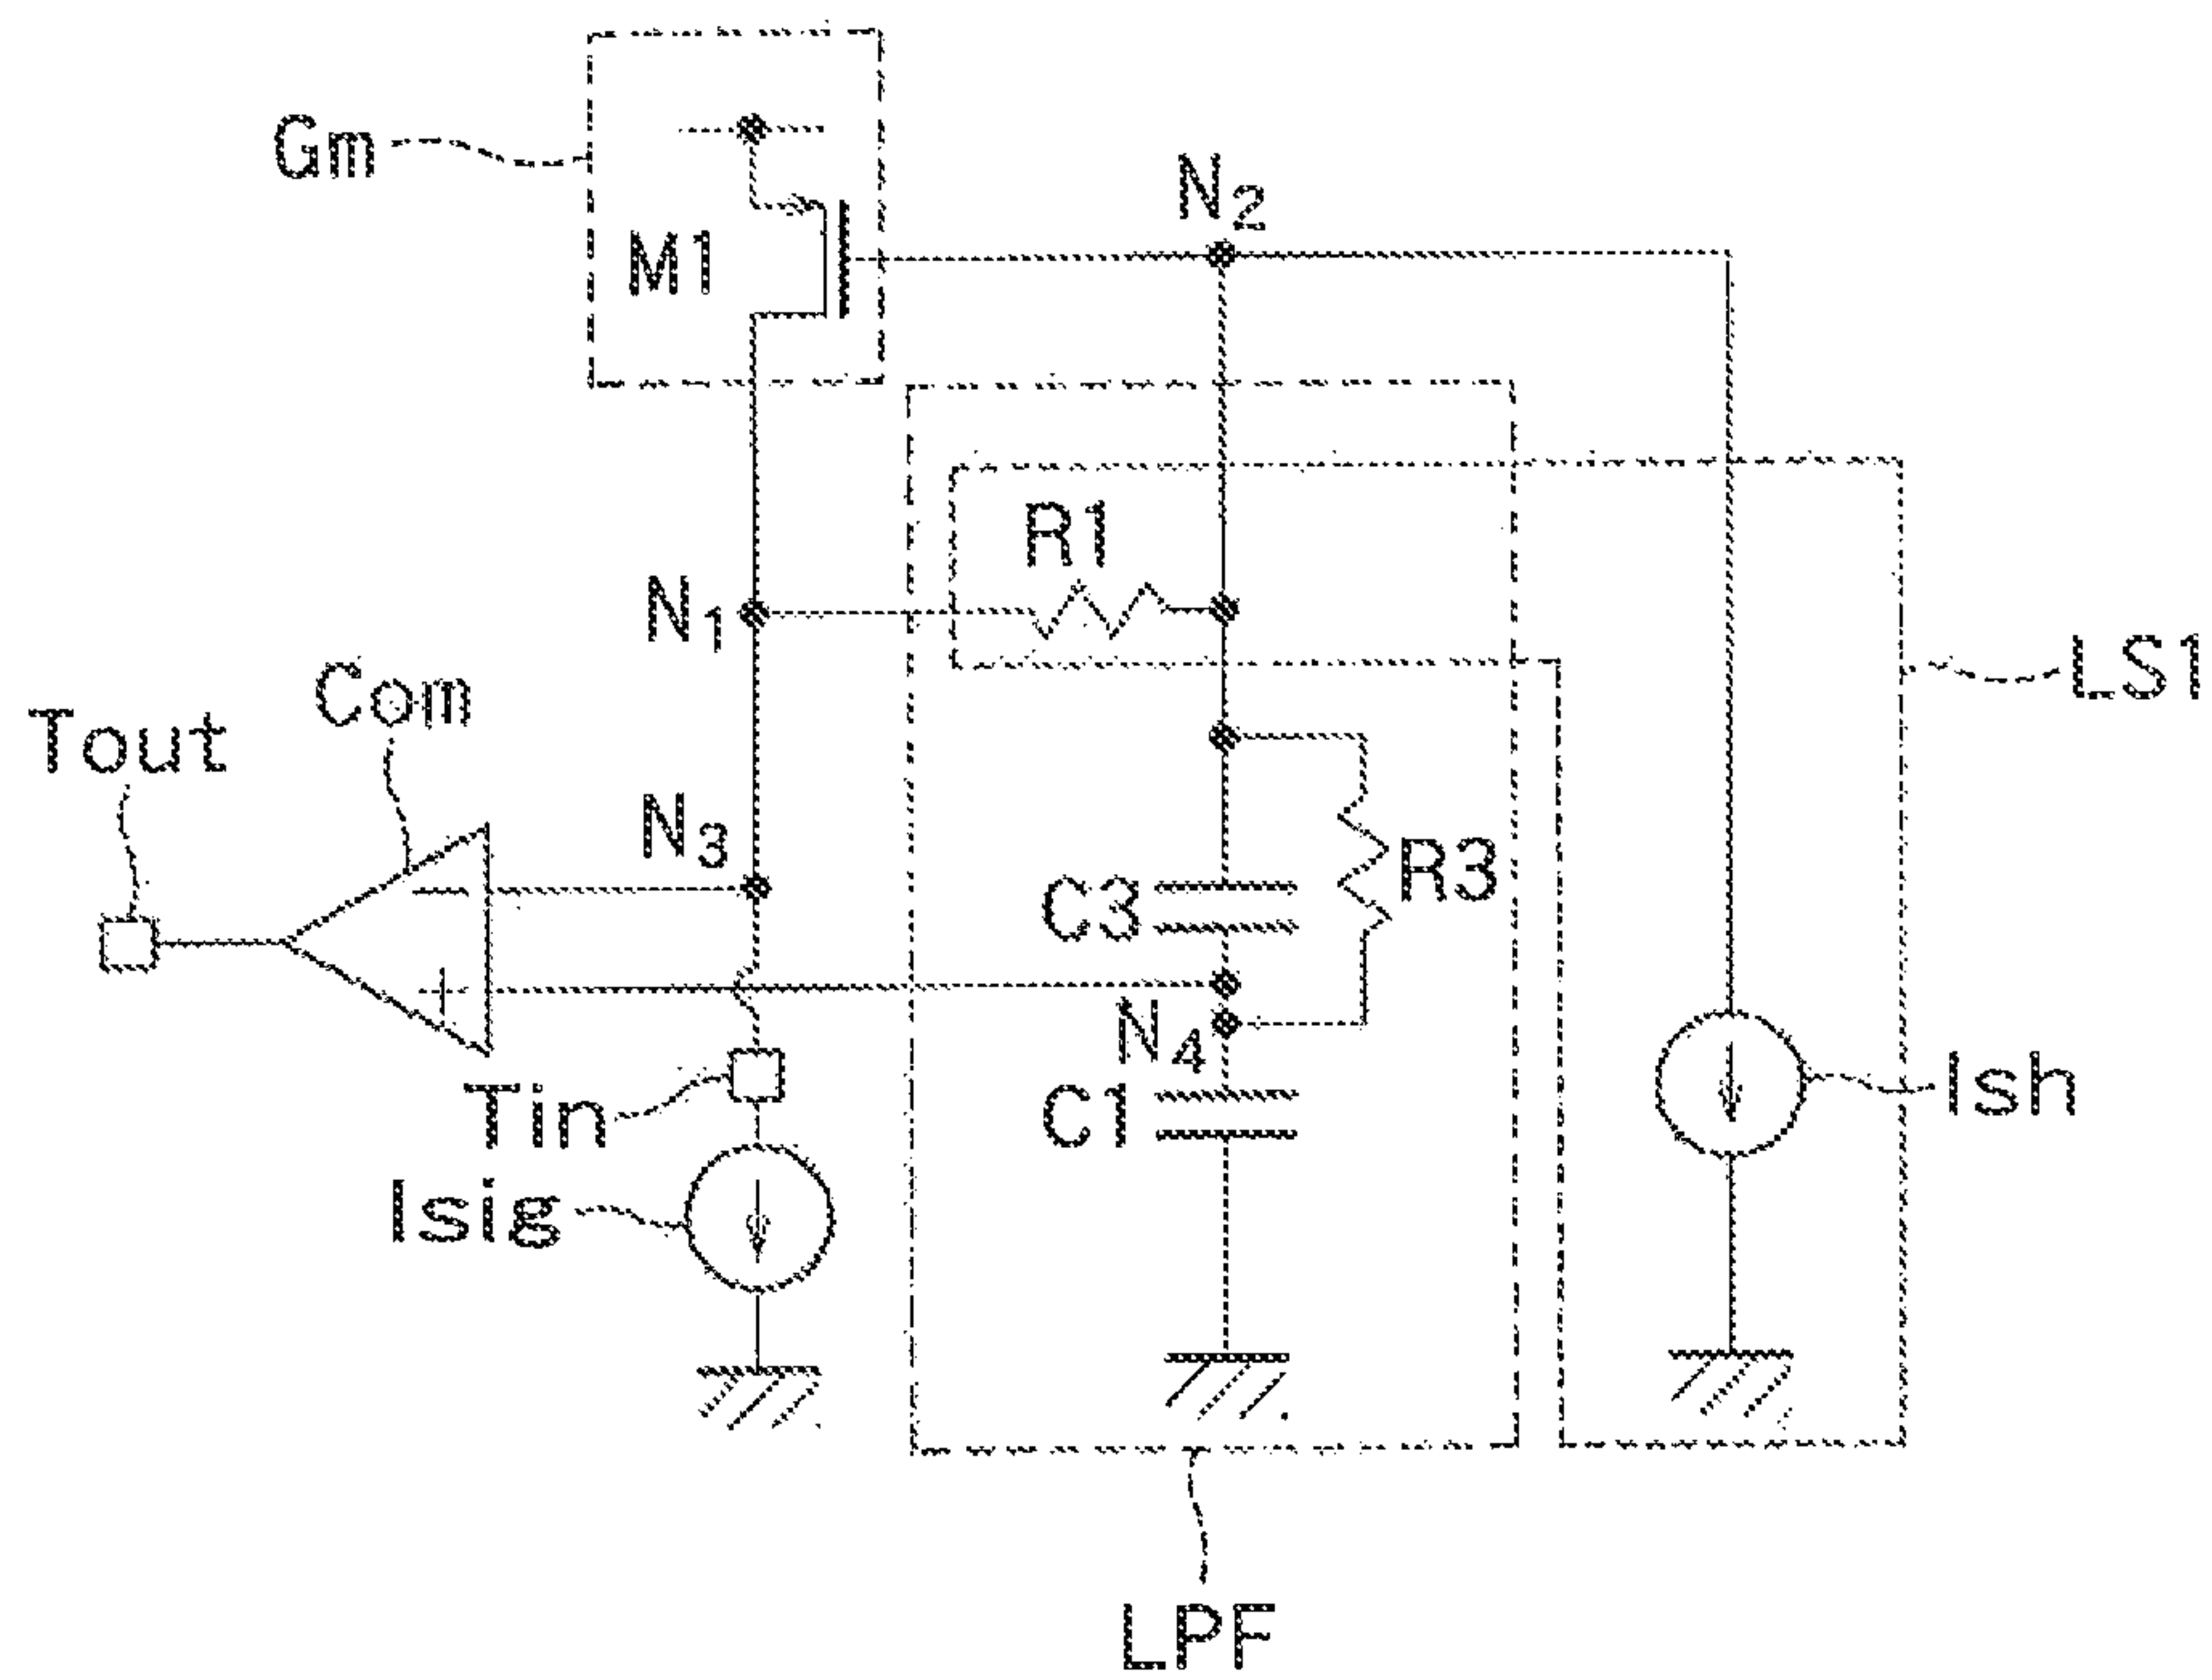 Gm
M1
N2
R1
N1
LS1
Com
Tout
N3
R3
C3
N4
Tin
C1
Ish
Isig
LPF